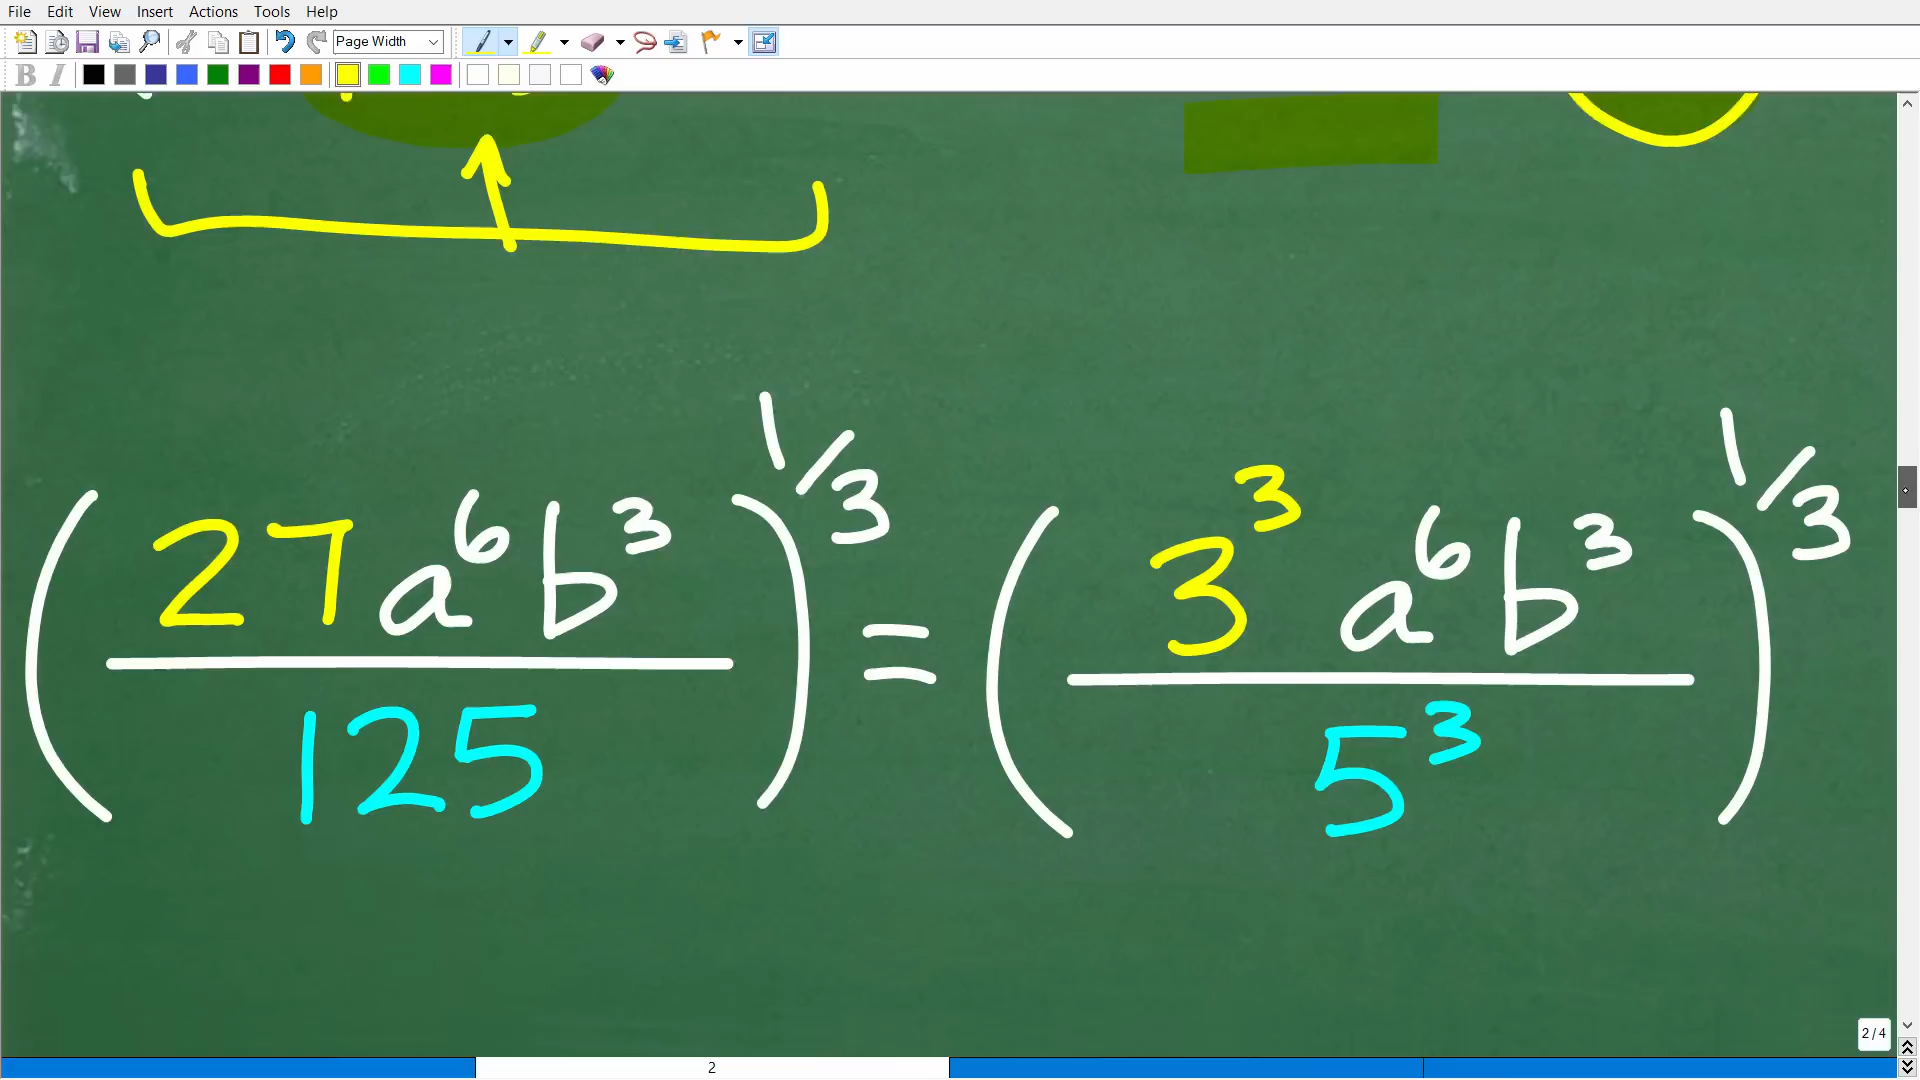 File Edit View Insert Actions Tools Help
Page Width
B I
(27a⁶b³/125)^1/3 = (3³a⁶b³/5³)^1/3
2 / 4
2